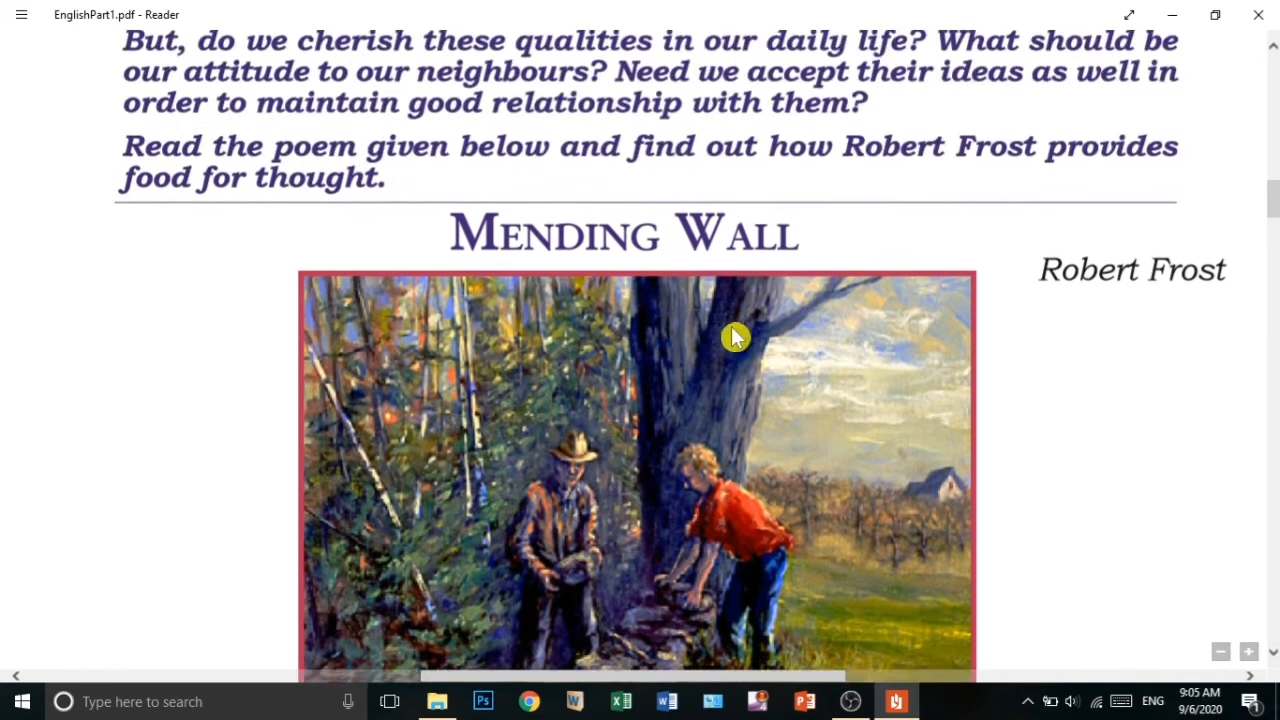 EnglishPart1.pdf - Reader
But, do we cherish these qualities in our daily life? What should be
our attitude to our neighbours? Need we accept their ideas as well in
order to maintain good relationship with them?
Read the poem given below and find out how Robert Frost provides
food for thought.
MENDING WALL
Robert Frost
Type here to search
ENG
9:05 AM
9/6/2020